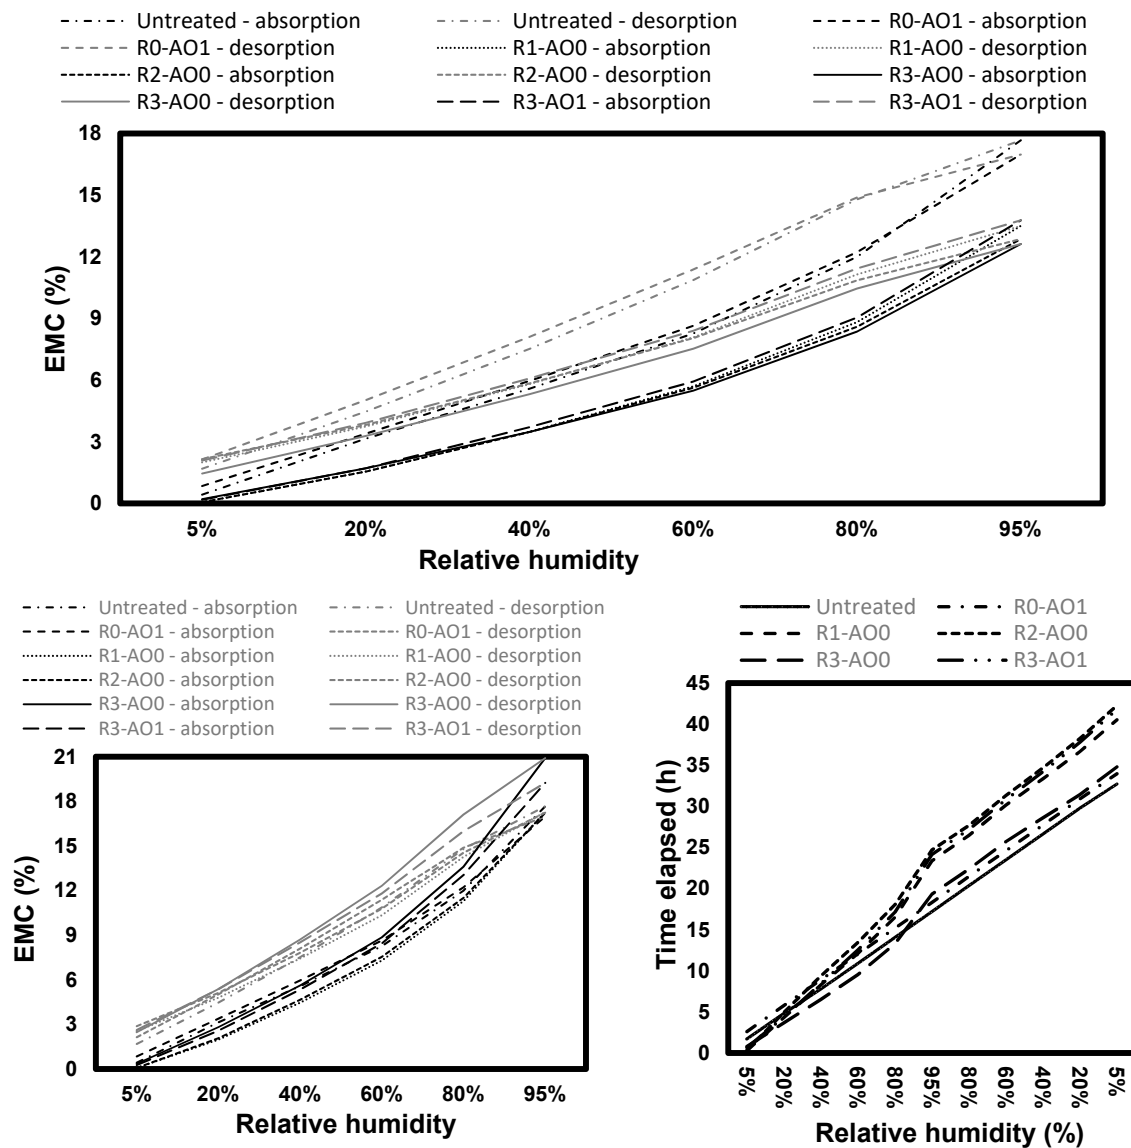 Untreated - absorption Untreated - desorption R0-AO1 - absorption
R0-AO1 - desorption R1-AO0 - absorption R1-AO0 - desorption
R2-AO0 - absorption R2-AO0 - desorption R3-AO0 - absorption
R3-AO0 - desorption R3-AO1 - absorption R3-AO1 - desorption
18
15
12
9
6
3
0
EMC (%)
5% 20% 40% 60% 80% 95%
Relative humidity
Untreated - absorption Untreated - desorption
R0-AO1 - absorption R0-AO1 - desorption
R1-AO0 - absorption R1-AO0 - desorption
R2-AO0 - absorption R2-AO0 - desorption
R3-AO0 - absorption R3-AO0 - desorption
R3-AO1 - absorption R3-AO1 - desorption
21
18
15
12
9
6
3
0
EMC (%)
5% 20% 40% 60% 80% 95%
Relative humidity
Untreated R0-AO1
R1-AO0 R2-AO0
R3-AO0 R3-AO1
45
40
35
30
25
20
15
10
5
0
Time elapsed (h)
5% 20% 40% 60% 80% 95% 80% 60% 40% 20% 5%
Relative humidity (%)